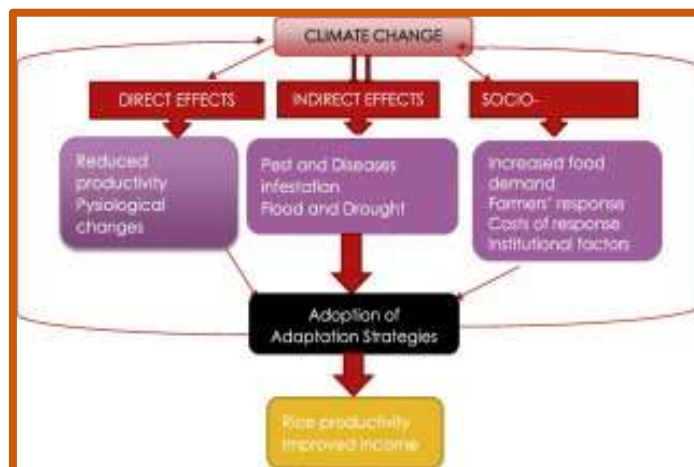 CLIMATE CHANGE
DIRECT EFFECTS
INDIRECT EFFECTS
SOCIO-
Reduced
productivity
Pysiological
changes
Pest and Diseases
infestation
Flood and Drought
Increased food
demand
Farmers' response
Costs of response
Institutional factors
Adoption of
Adaptation Strategies
Rice productivity
Improved income